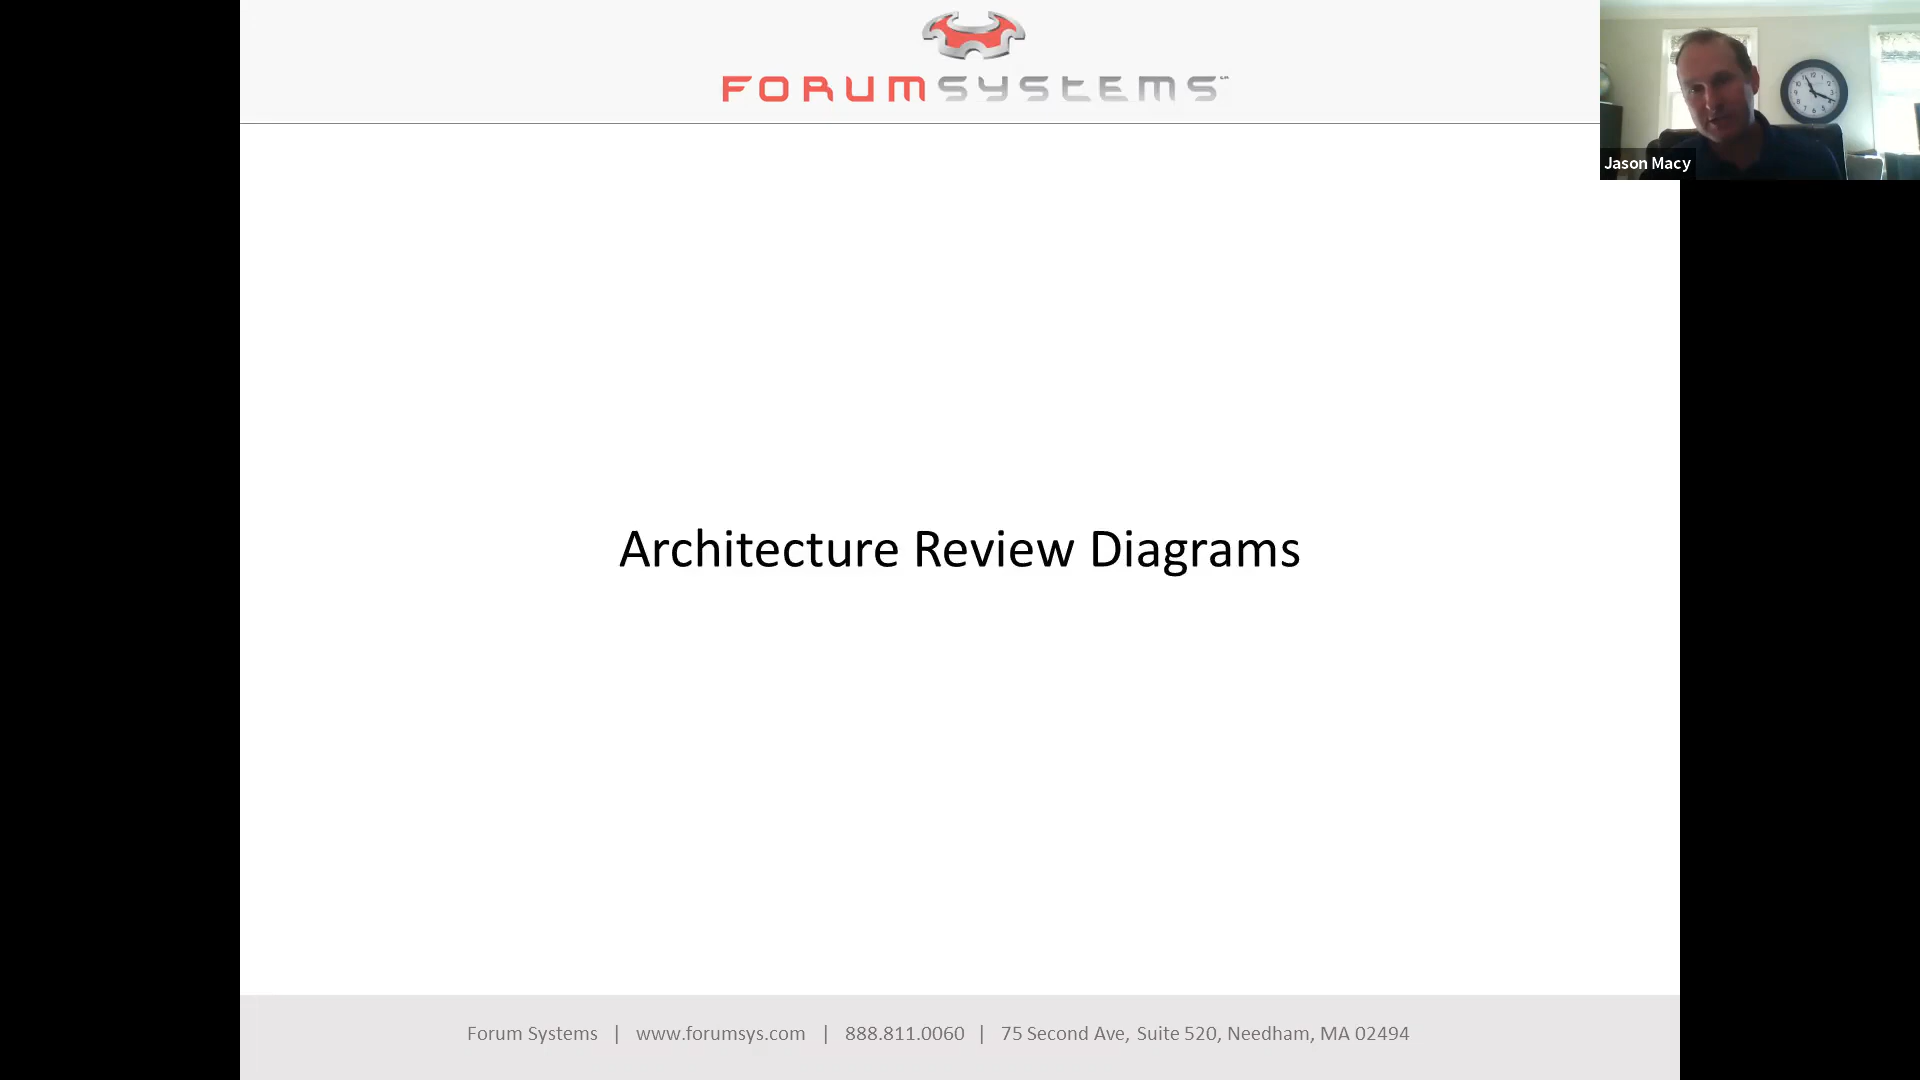 FORUMSYSTEMS
Jason Macy
Architecture Review Diagrams
Forum Systems | www.forumsys.com | 888.811.0060 | 75 Second Ave, Suite 520, Needham, MA 02494